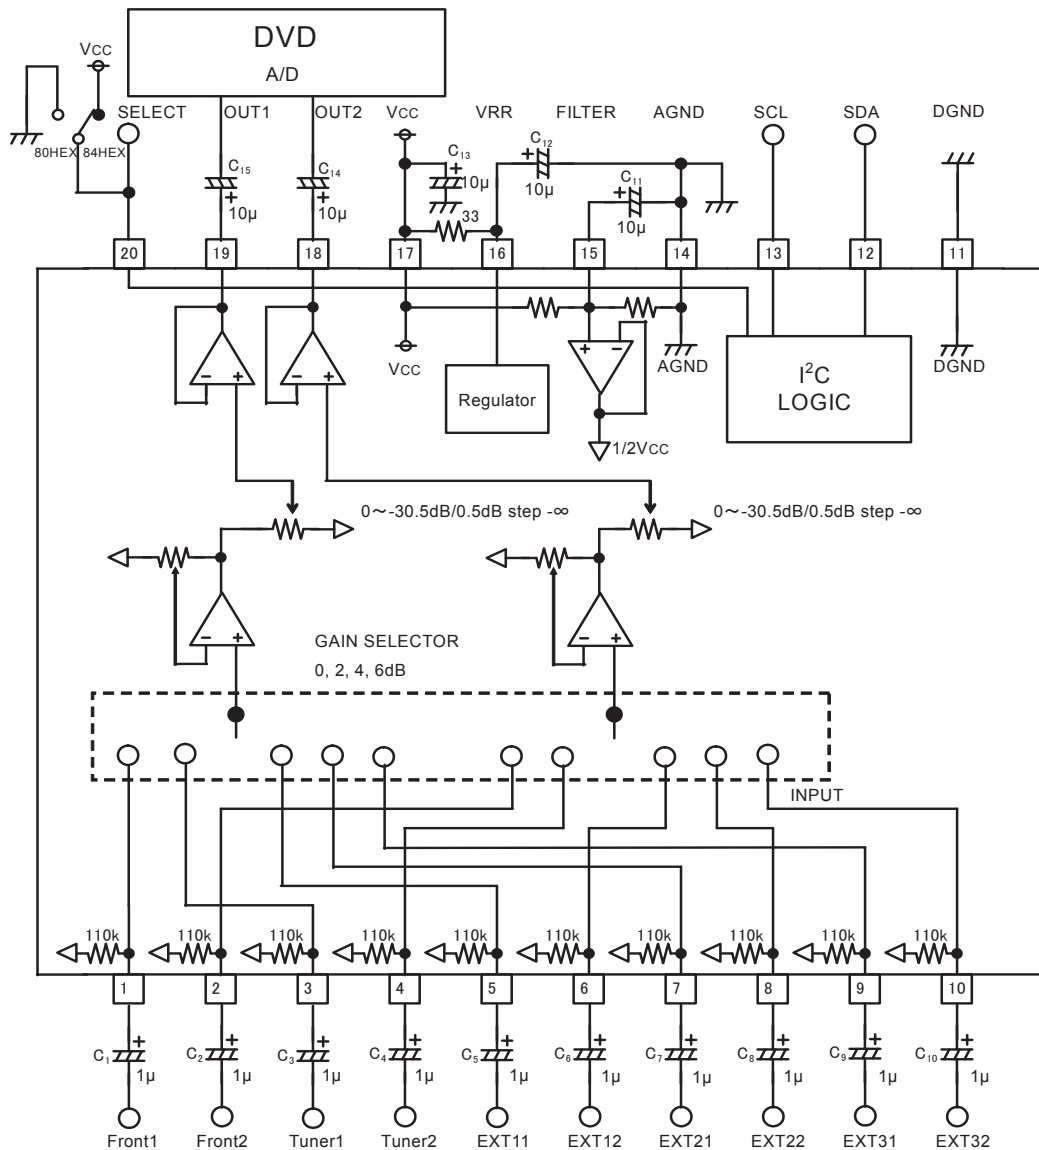 DVD
A/D
VCC
SELECT
OUT1
OUT2
VCC
VRR
FILTER
AGND
SCL
SDA
DGND
80HEX 84HEX
C15
10μ
C14
10μ
C13
10μ
C12
10μ
C11
10μ
33
20
19
18
17
16
15
14
13
12
11
− +
− +
+ −
VCC
Regulator
AGND
I²C
LOGIC
DGND
1/2VCC
0～-30.5dB/0.5dB step -∞
0～-30.5dB/0.5dB step -∞
− +
− +
GAIN SELECTOR
0, 2, 4, 6dB
INPUT
110k
110k
110k
110k
110k
110k
110k
110k
110k
110k
1
2
3
4
5
6
7
8
9
10
C1 + 1μ
C2 + 1μ
C3 + 1μ
C4 + 1μ
C5 + 1μ
C6 + 1μ
C7 + 1μ
C8 + 1μ
C9 + 1μ
C10 + 1μ
Front1
Front2
Tuner1
Tuner2
EXT11
EXT12
EXT21
EXT22
EXT31
EXT32